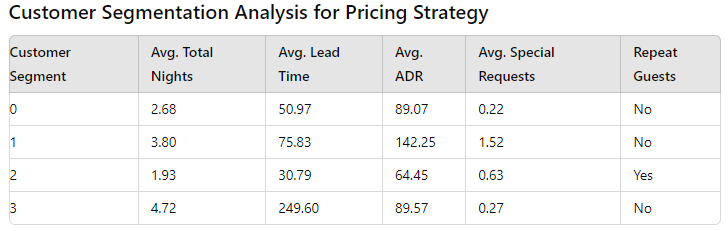 Customer Segmentation Analysis for Pricing Strategy
Customer Segment Avg. Total Nights Avg. Lead Time Avg. ADR Avg. Special Requests Repeat Guests
0 2.68 50.97 89.07 0.22 No
1 3.80 75.83 142.25 1.52 No
2 1.93 30.79 64.45 0.63 Yes
3 4.72 249.60 89.57 0.27 No